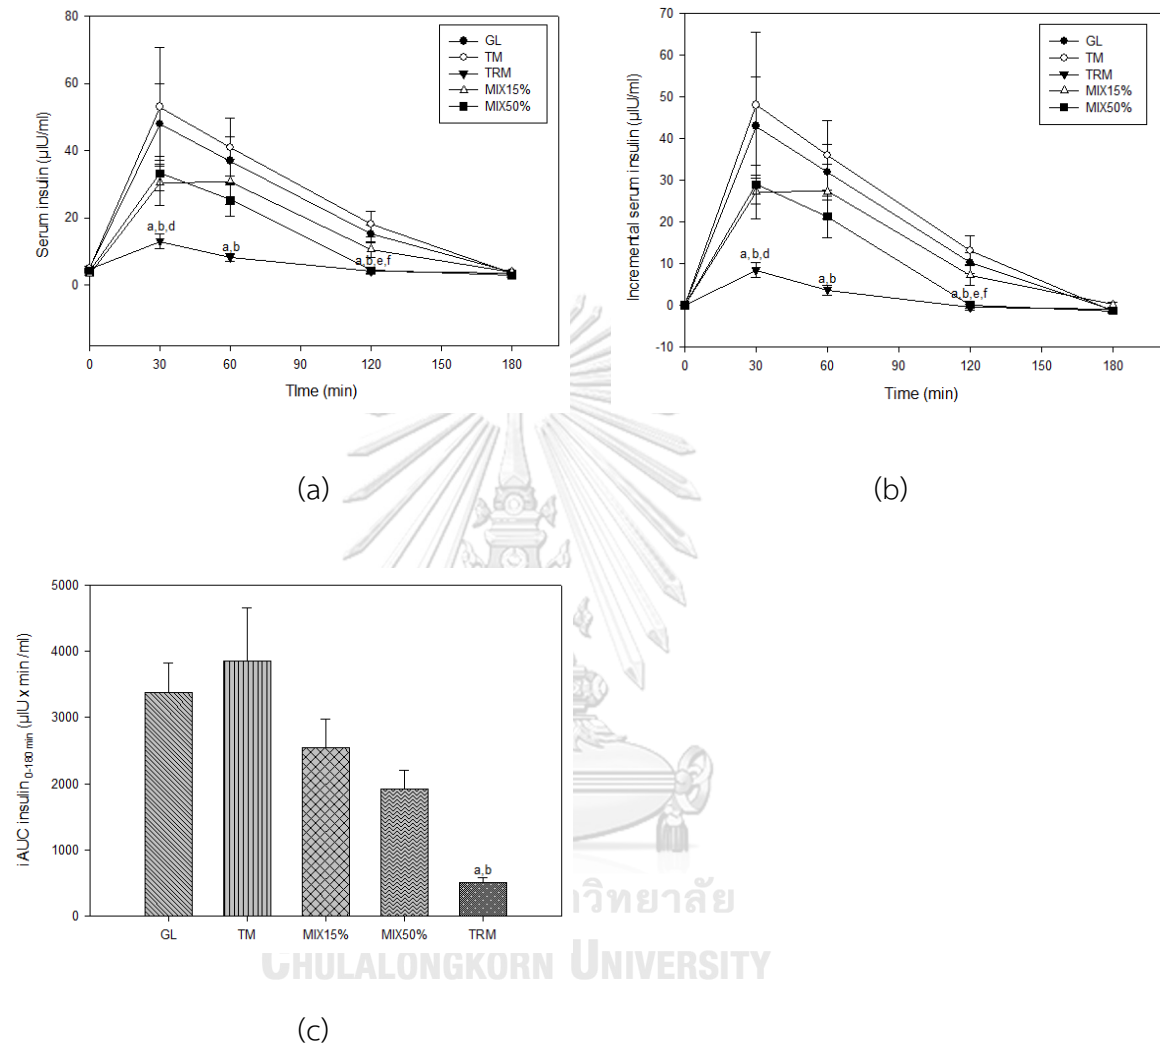 80
60
40
20
0
Serum insulin (µIU/ml)
GL
TM
TRM
MIX15%
MIX50%
a,b,d
a,b
a,b,e,f
0 30 60 90 120 150 180
TIme (min)
(a)
70
60
50
40
30
20
10
0
-10
Incremental serum insulin (µIU/ml)
GL
TM
TRM
MIX15%
MIX50%
a,b,d
a,b
a,b,e,f
0 30 60 90 120 150 180
Time (min)
(b)
5000
4000
3000
2000
1000
0
i AUC insulin0-180 min (µIU x min /ml)
a,b
GL TM MIX15% MIX50% TRM
(c)
าวิทยาลัย
CHULALONGKORN UNIVERSITY